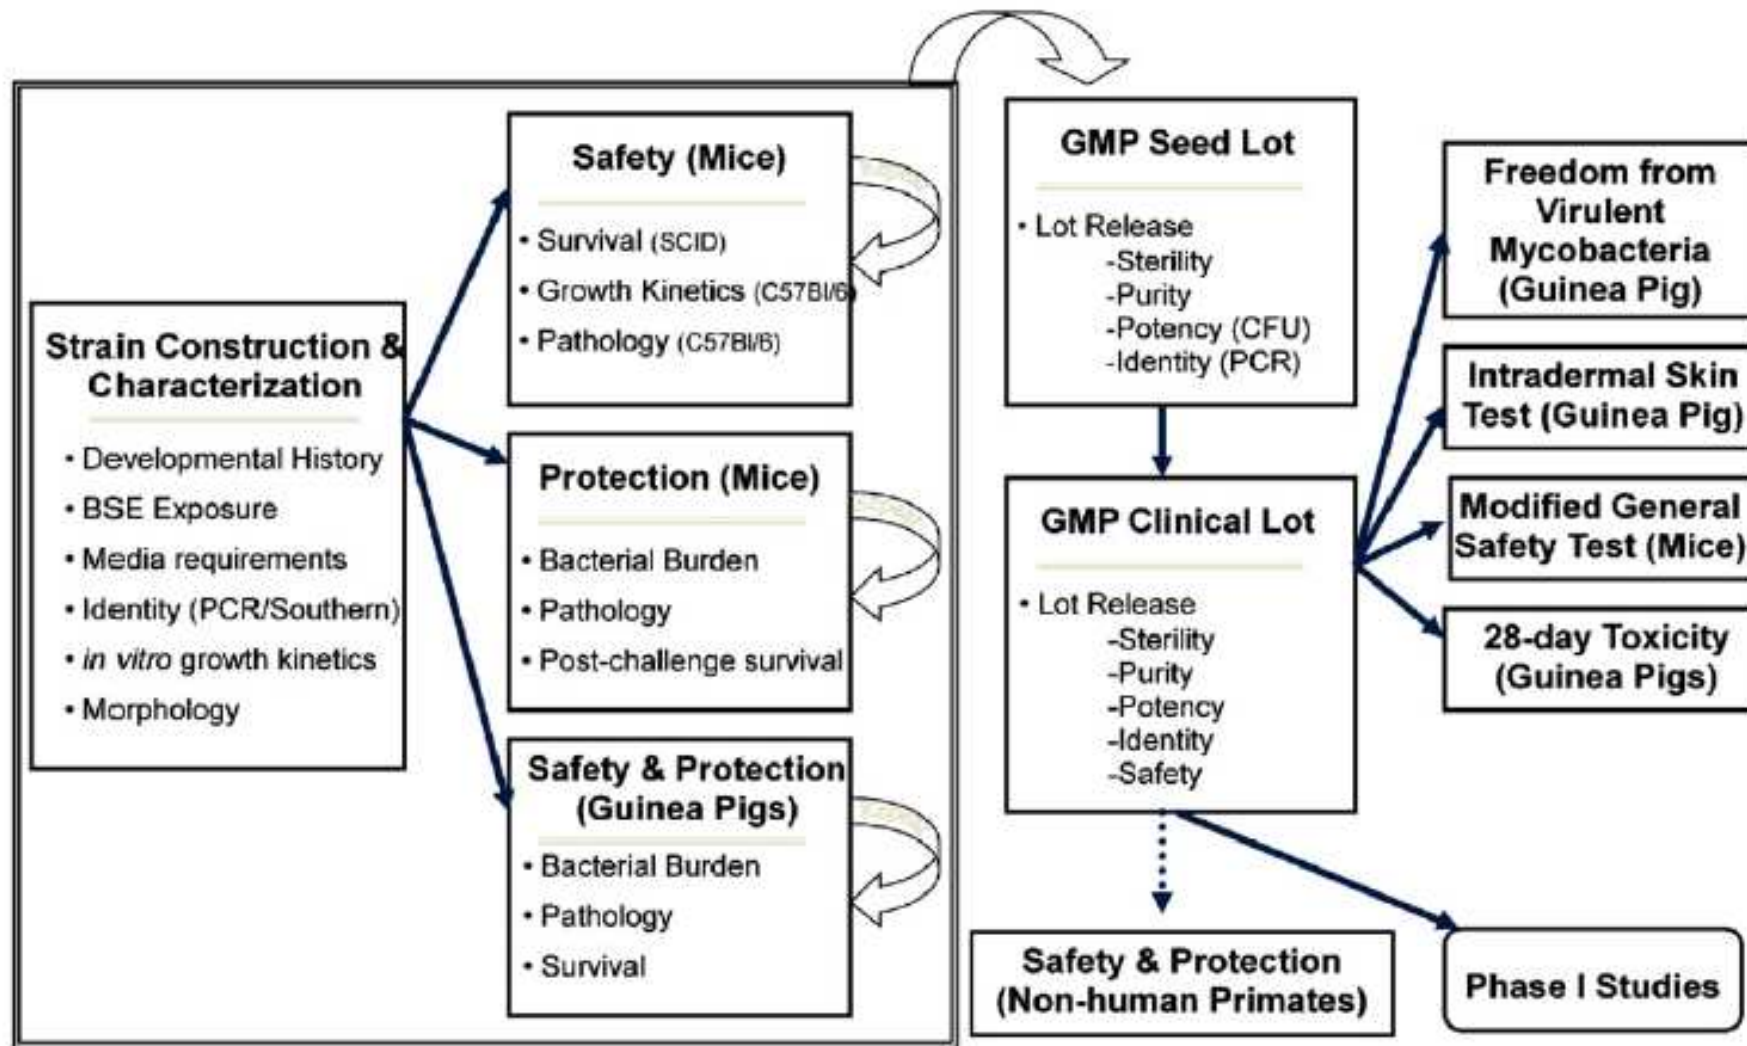 Strain Construction &
Characterization
• Developmental History
• BSE Exposure
• Media requirements
• Identity (PCR/Southern)
• in vitro growth kinetics
• Morphology
Safety (Mice)
• Survival (SCID)
• Growth Kinetics (C57Bl/6)
• Pathology (C57Bl/6)
Protection (Mice)
• Bacterial Burden
• Pathology
• Post-challenge survival
Safety & Protection
(Guinea Pigs)
• Bacterial Burden
• Pathology
• Survival
GMP Seed Lot
• Lot Release
-Sterility
-Purity
-Potency (CFU)
-Identity (PCR)
GMP Clinical Lot
• Lot Release
-Sterility
-Purity
-Potency
-Identity
-Safety
Freedom from
Virulent
Mycobacteria
(Guinea Pig)
Intradermal Skin
Test (Guinea Pig)
Modified General
Safety Test (Mice)
28-day Toxicity
(Guinea Pigs)
Safety & Protection
(Non-human Primates)
Phase I Studies